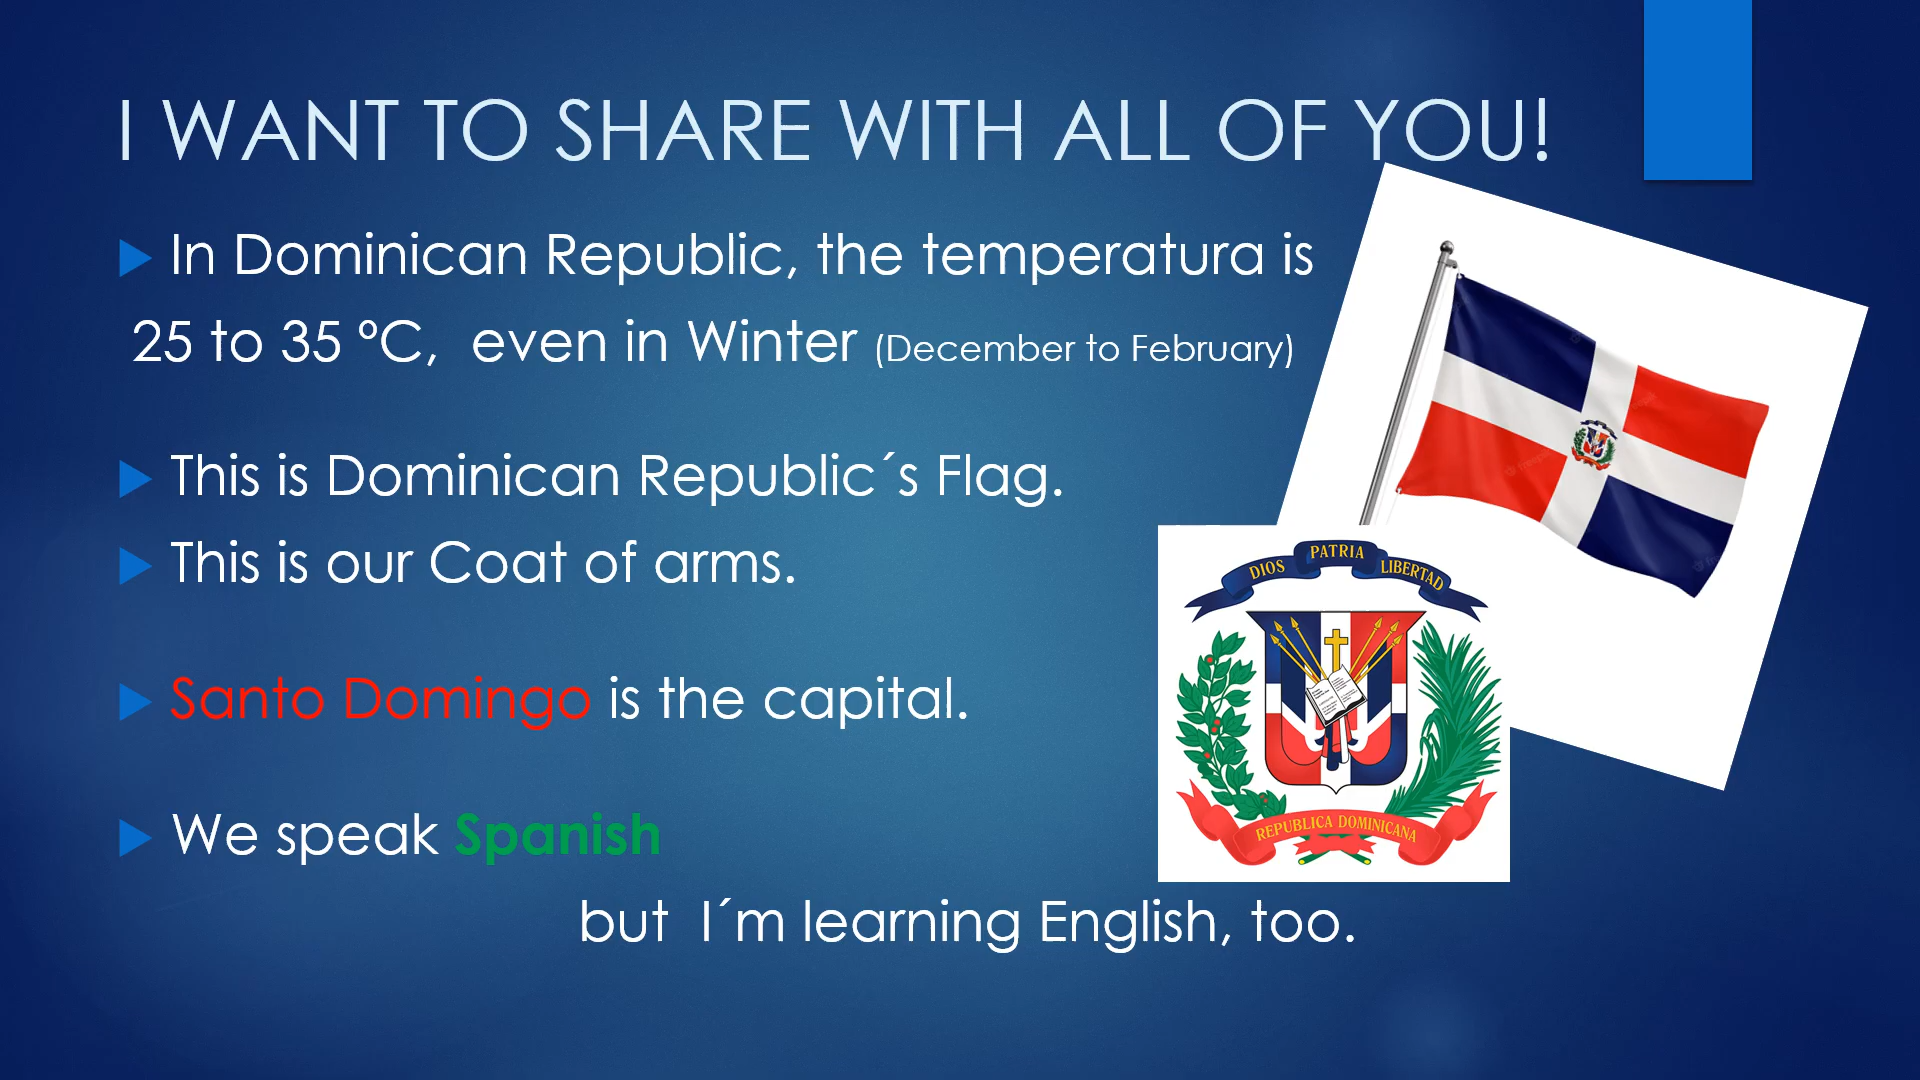 I WANT TO SHARE WITH ALL OF YOU!
In Dominican Republic, the temperatura is
25 to 35 ºC, even in Winter (December to February)
This is Dominican Republic´s Flag.
This is our Coat of arms.
Santo Domingo is the capital.
We speak Spanish
but I´m learning English, too.
DIOS PATRIA LIBERTAD
REPUBLICA DOMINICANA